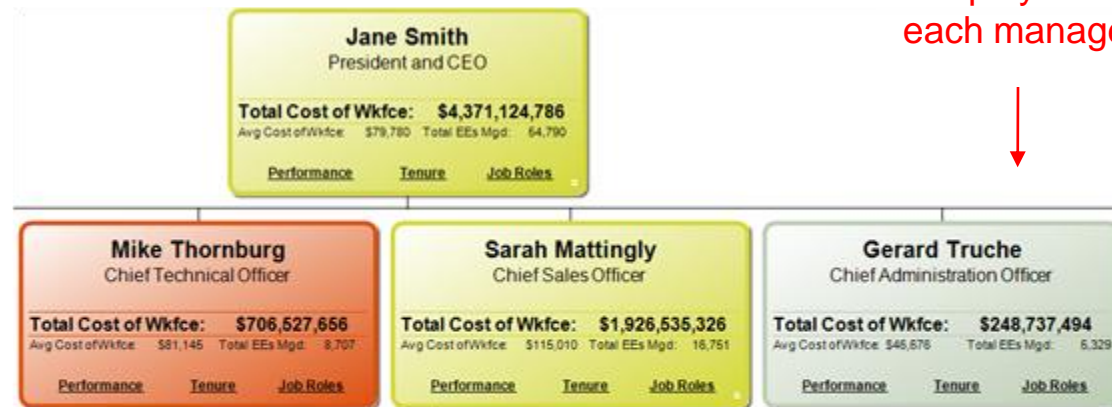 each manage
Jane Smith
President and CEO
Total Cost of Wkfce: $4,371,124,786
Avg Cost of Wkfce: $79,780 Total EEs Mgd: 54,790
Performance Tenure Job Roles
Mike Thornburg
Chief Technical Officer
Total Cost of Wkfce: $706,527,656
Avg Cost of Wkfce: $81,145 Total EEs Mgd: 8,707
Performance Tenure Job Roles
Sarah Mattingly
Chief Sales Officer
Total Cost of Wkfce: $1,926,535,326
Avg Cost of Wkfce: $115,010 Total EEs Mgd: 16,751
Performance Tenure Job Roles
Gerard Truche
Chief Administration Officer
Total Cost of Wkfce: $248,737,494
Avg Cost of Wkfce: $46,676 Total EEs Mgd: 5,329
Performance Tenure Job Roles